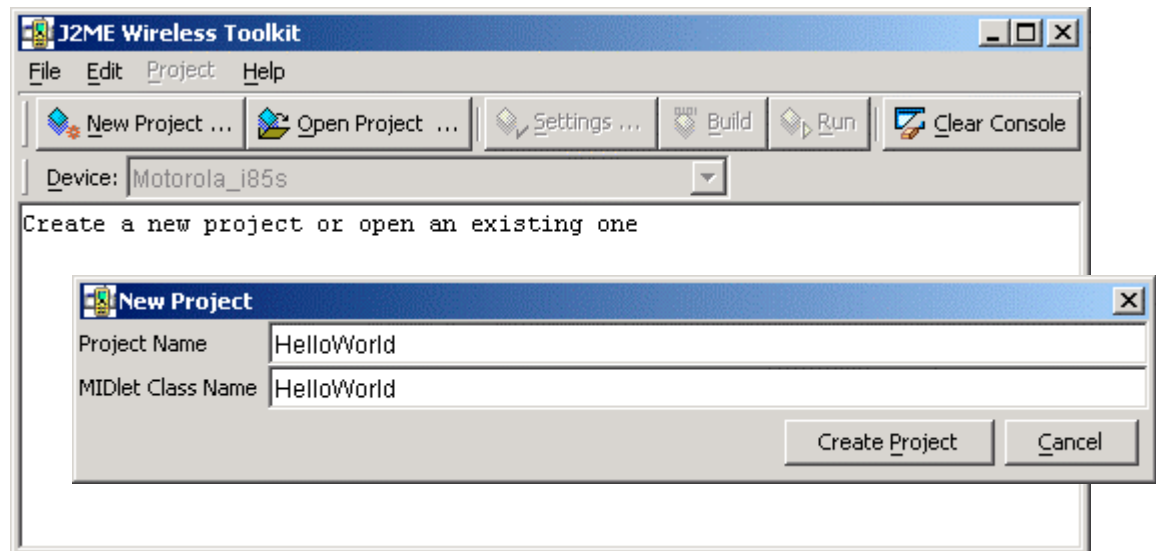 J2ME Wireless Toolkit
File Edit Project Help
New Project ... Open Project ... Settings ... Build Run Clear Console
Device: Motorola_i85s
Create a new project or open an existing one
New Project
Project Name HelloWorld
MIDlet Class Name HelloWorld
Create Project Cancel